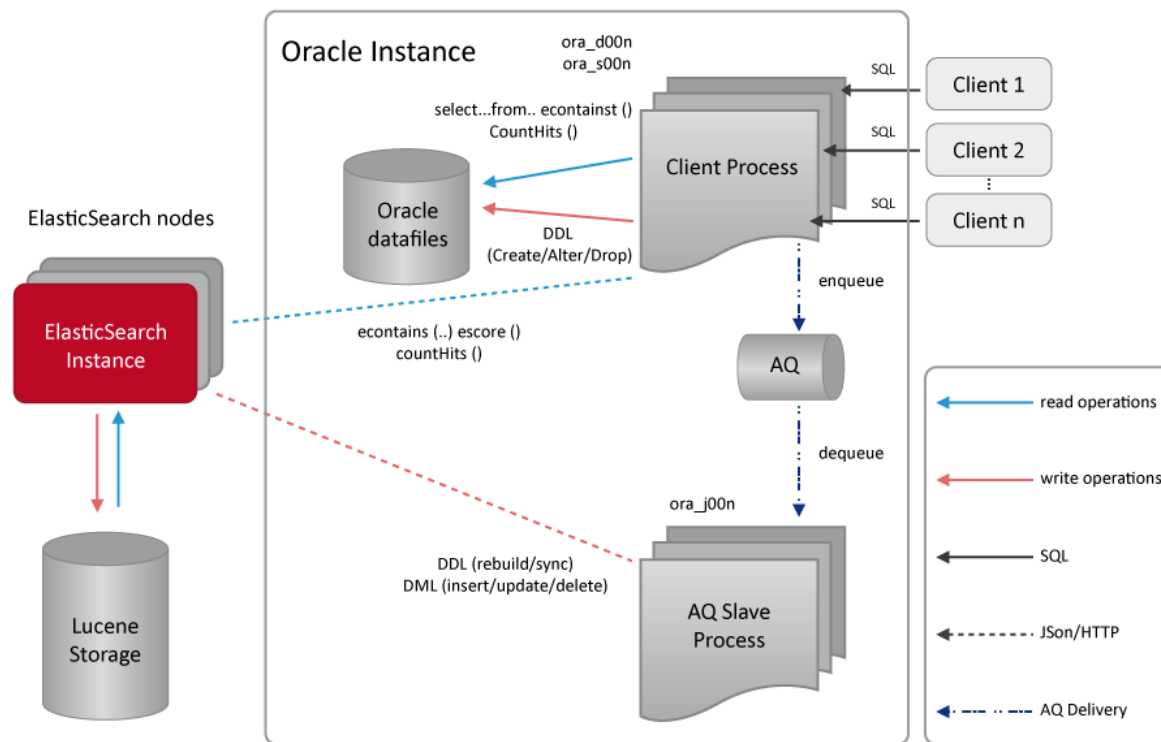 Oracle Instance
ora_d00n
ora_s00n
select...from.. econtainst ()
CountHits ()
Client Process
SQL
Client 1
SQL
Client 2
SQL
Client n
Oracle
datafiles
DDL
(Create/Alter/Drop)
ElasticSearch nodes
ElasticSearch
Instance
econtains (..) escore ()
countHits ()
enqueue
AQ
dequeue
ora_j00n
DDL (rebuild/sync)
DML (insert/update/delete)
AQ Slave
Process
Lucene
Storage
read operations
write operations
SQL
JSon/HTTP
AQ Delivery